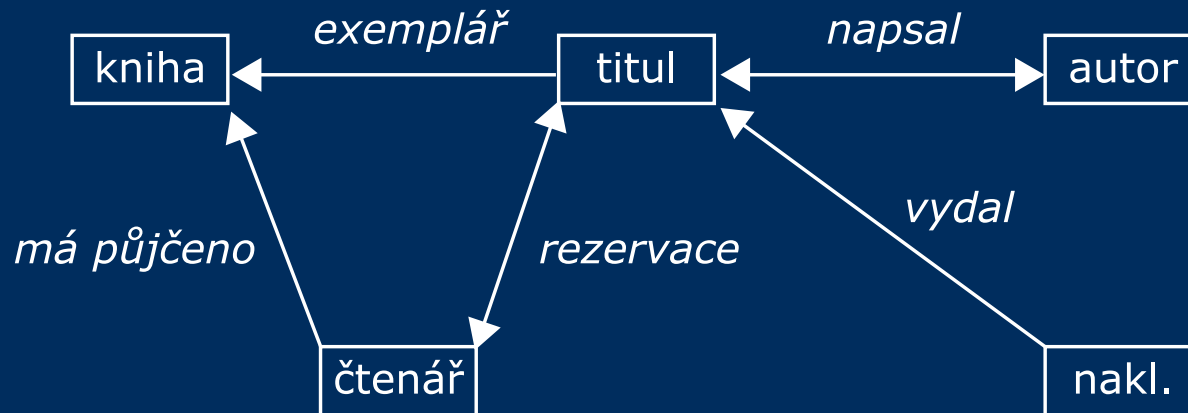 exemplář
napsal
kniha
titul
autor
vydal
má půjčeno
rezervace
čtenář
nakl.